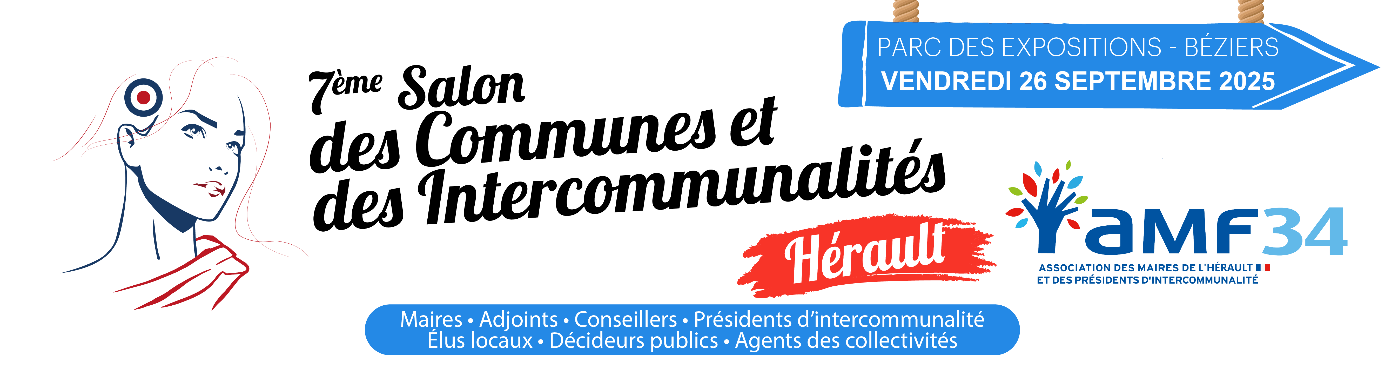 PARC DES EXPOSITIONS - BÉZIERS
VENDREDI 26 SEPTEMBRE 2025
7ème Salon
des Communes et
des Intercommunalités
Hérault
aMF34
ASSOCIATION DES MAIRES DE L'HÉRAULT
ET DES PRÉSIDENTS D'INTERCOMMUNALITÉ
Maires • Adjoints • Conseillers • Présidents d’intercommunalité
Élus locaux • Décideurs publics • Agents des collectivités